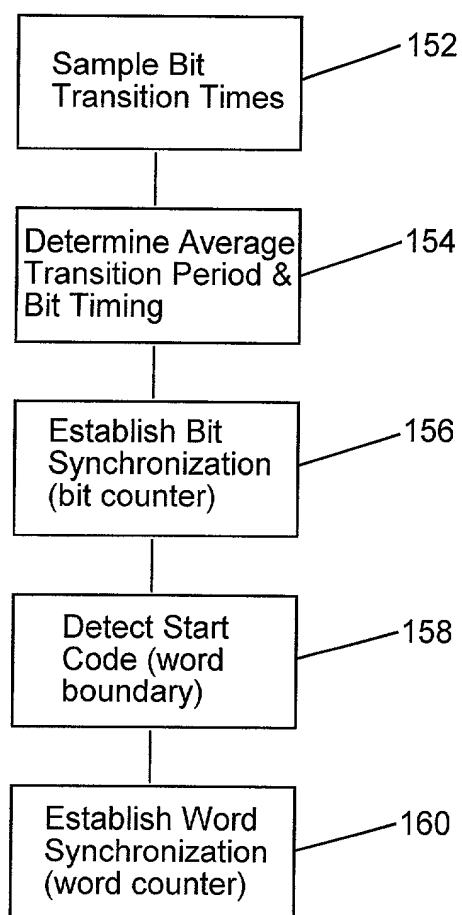 Sample Bit
Transition Times
152
Determine Average
Transition Period &
Bit Timing
154
Establish Bit
Synchronization
(bit counter)
156
Detect Start
Code (word
boundary)
158
Establish Word
Synchronization
(word counter)
160